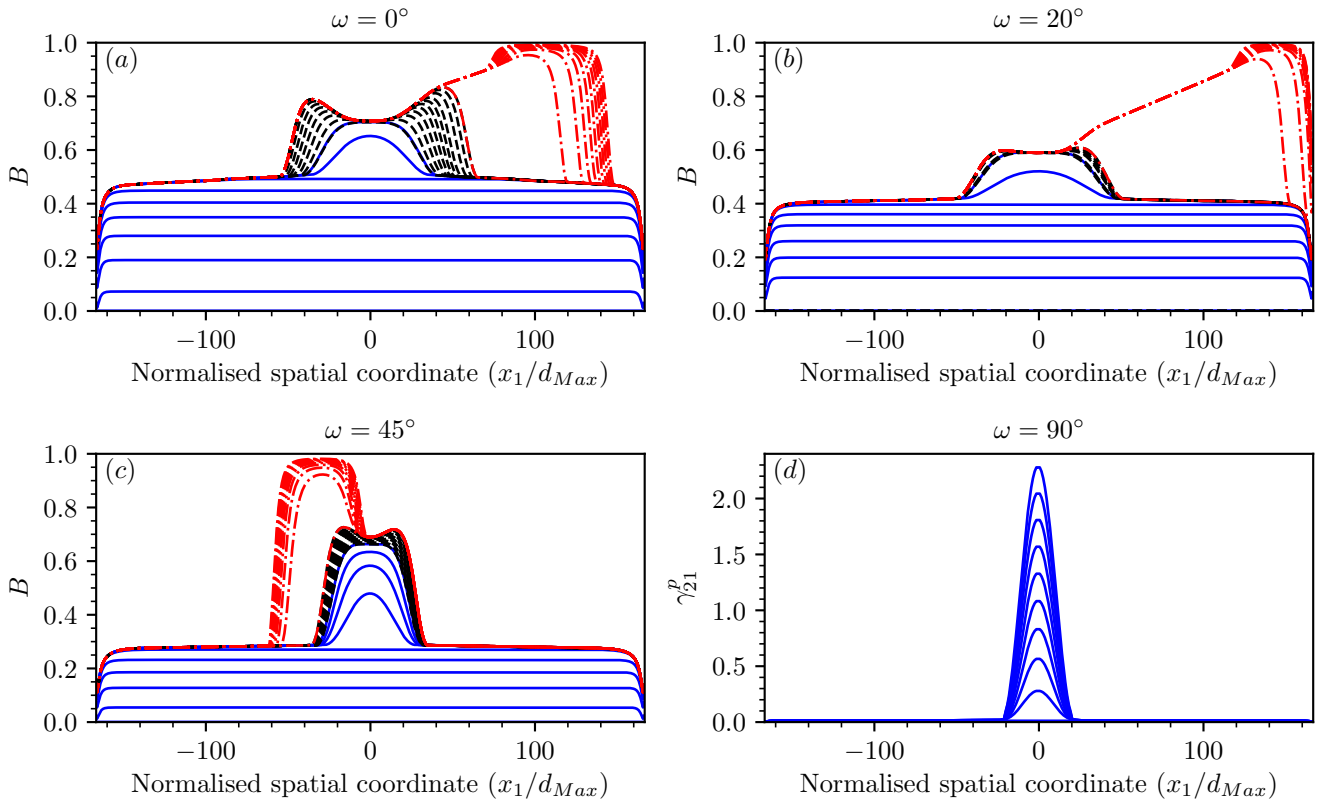 ω = 0°
(a)
1.0
0.8
0.6
0.4
0.2
0.0
B
−100 0 100
Normalised spatial coordinate (x₁/d_Max)
ω = 20°
(b)
1.0
0.8
0.6
0.4
0.2
0.0
B
−100 0 100
Normalised spatial coordinate (x₁/d_Max)
ω = 45°
(c)
1.0
0.8
0.6
0.4
0.2
0.0
B
−100 0 100
Normalised spatial coordinate (x₁/d_Max)
ω = 90°
(d)
2.0
1.5
1.0
0.5
0.0
γ^p_21
−100 0 100
Normalised spatial coordinate (x₁/d_Max)